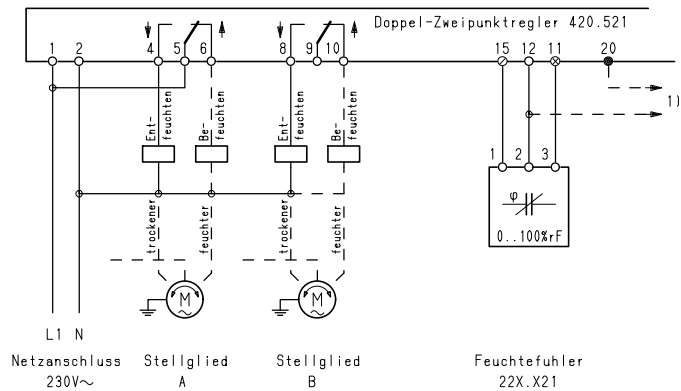 Doppel-Zweipunktregler 420.521
1 2 4 5 6 8 9 10 15 12 11 20
1)
Ent-
feuchten
Be-
feuchten
Ent-
feuchten
Be-
feuchten
1 2 3
φ
0..100%rF
trockener
feuchter
trockener
feuchter
M
~
M
~
L1 N
Netzanschluss
230V~
Stellglied
A
Stellglied
B
Feuchtefuhler
22X.X21